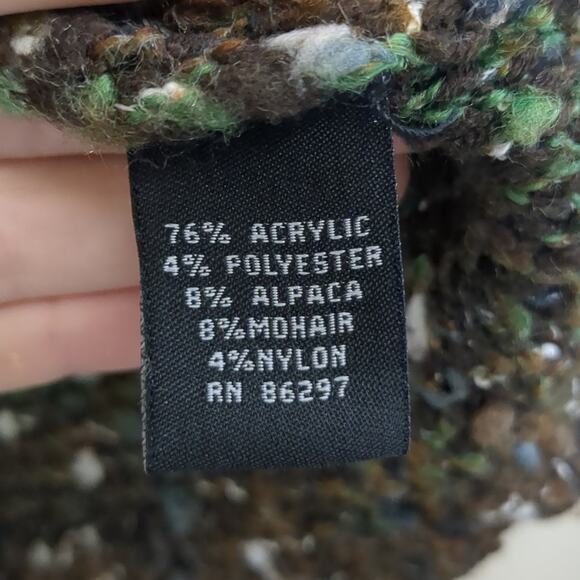 76% ACRYLIC
4% POLYESTER
8% ALPACA
8%MOHAIR
4%NYLON
RN 86297